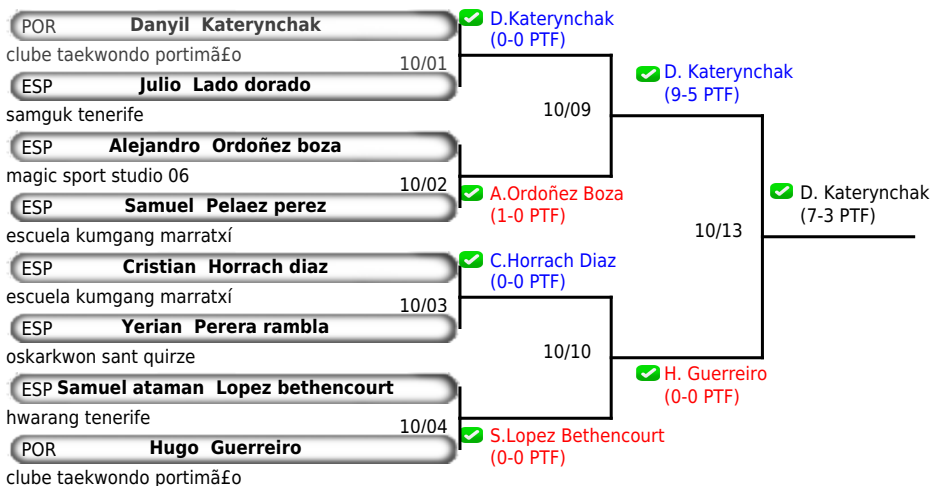 POR Danyil Katerynchak
D.Katerynchak
(0-0 PTF)
clube taekwondo portimã£o
10/01
ESP Julio Lado dorado
D. Katerynchak
(9-5 PTF)
samguk tenerife
10/09
ESP Alejandro Ordoñez boza
magic sport studio 06
10/02
ESP Samuel Pelaez perez
A.Ordoñez Boza
(1-0 PTF)
D. Katerynchak
(7-3 PTF)
escuela kumgang marratxí
10/13
ESP Cristian Horrach diaz
C.Horrach Diaz
(0-0 PTF)
escuela kumgang marratxí
10/03
ESP Yerian Perera rambla
oskarkwon sant quirze
10/10
ESP Samuel ataman Lopez bethencourt
H. Guerreiro
(0-0 PTF)
hwarang tenerife
10/04
POR Hugo Guerreiro
S.Lopez Bethencourt
(0-0 PTF)
clube taekwondo portimã£o